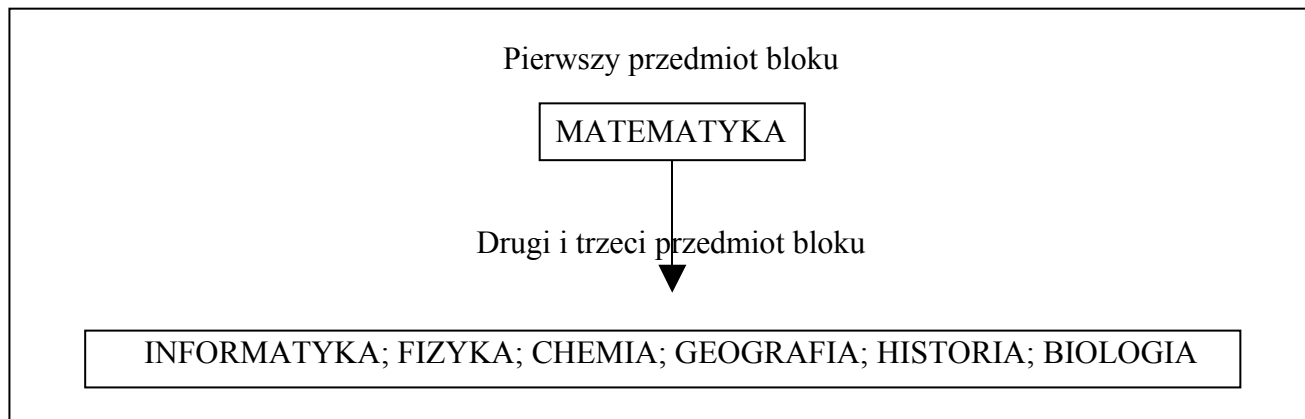 Pierwszy przedmiot bloku
MATEMATYKA
Drugi i trzeci przedmiot bloku
INFORMATYKA; FIZYKA; CHEMIA; GEOGRAFIA; HISTORIA; BIOLOGIA